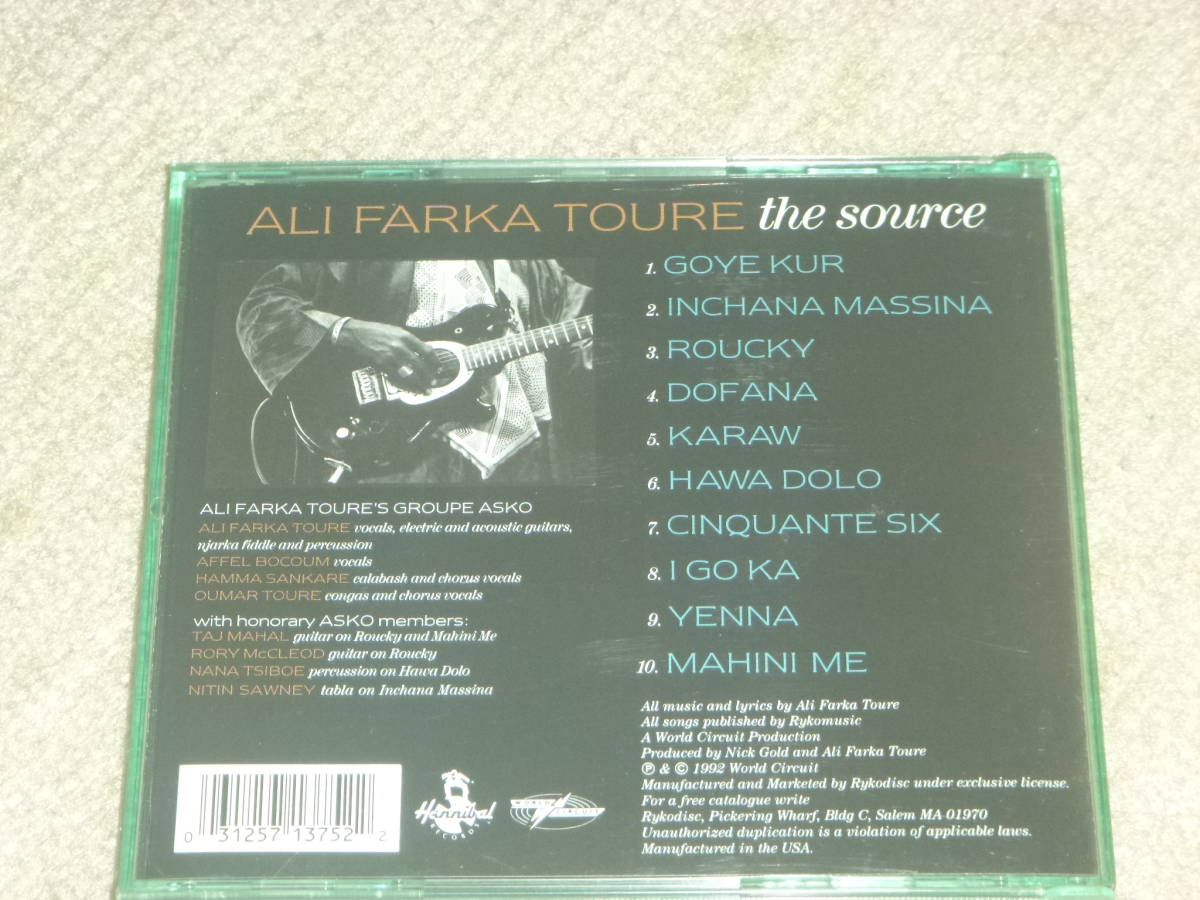 ALI FARKA TOURE the source
1. GOYE KUR
2. INCHANA MASSINA
3. ROUCKY
4. DOFANA
5. KARAW
6. HAWA DOLO
7. CINQUANTE SIX
8. I GO KA
9. YENNA
10. MAHINI ME
ALI FARKA TOURE'S GROUPE ASKO
ALI FARKA TOURE vocals, electric and acoustic guitars,
njarka fiddle and percussion
AFFEL BOCOUM vocals
HAMMA SANKARE calabash and chorus vocals
OUMAR TOURE congas and chorus vocals
with honorary ASKO members:
TAJ MAHAL guitar on Roucky and Mahini Me
RORY McCLEOD guitar on Roucky
NANA TSIBOE percussion on Hawa Dolo
NITIN SAWNEY tabla on Inchana Massina
All music and lyrics by Ali Farka Toure
All songs published by Rykomusic
A World Circuit Production
Produced by Nick Gold and Ali Farka Toure
℗ & © 1992 World Circuit
Manufactured and Marketed by Rykodisc under exclusive license.
For a free catalogue write
Rykodisc, Pickering Wharf, Bldg C, Salem MA 01970
Unauthorized duplication is a violation of applicable laws.
Manufactured in the USA.
0 31257 13752 2
Hannibal
RECORDS
WORLD
CIRCUIT